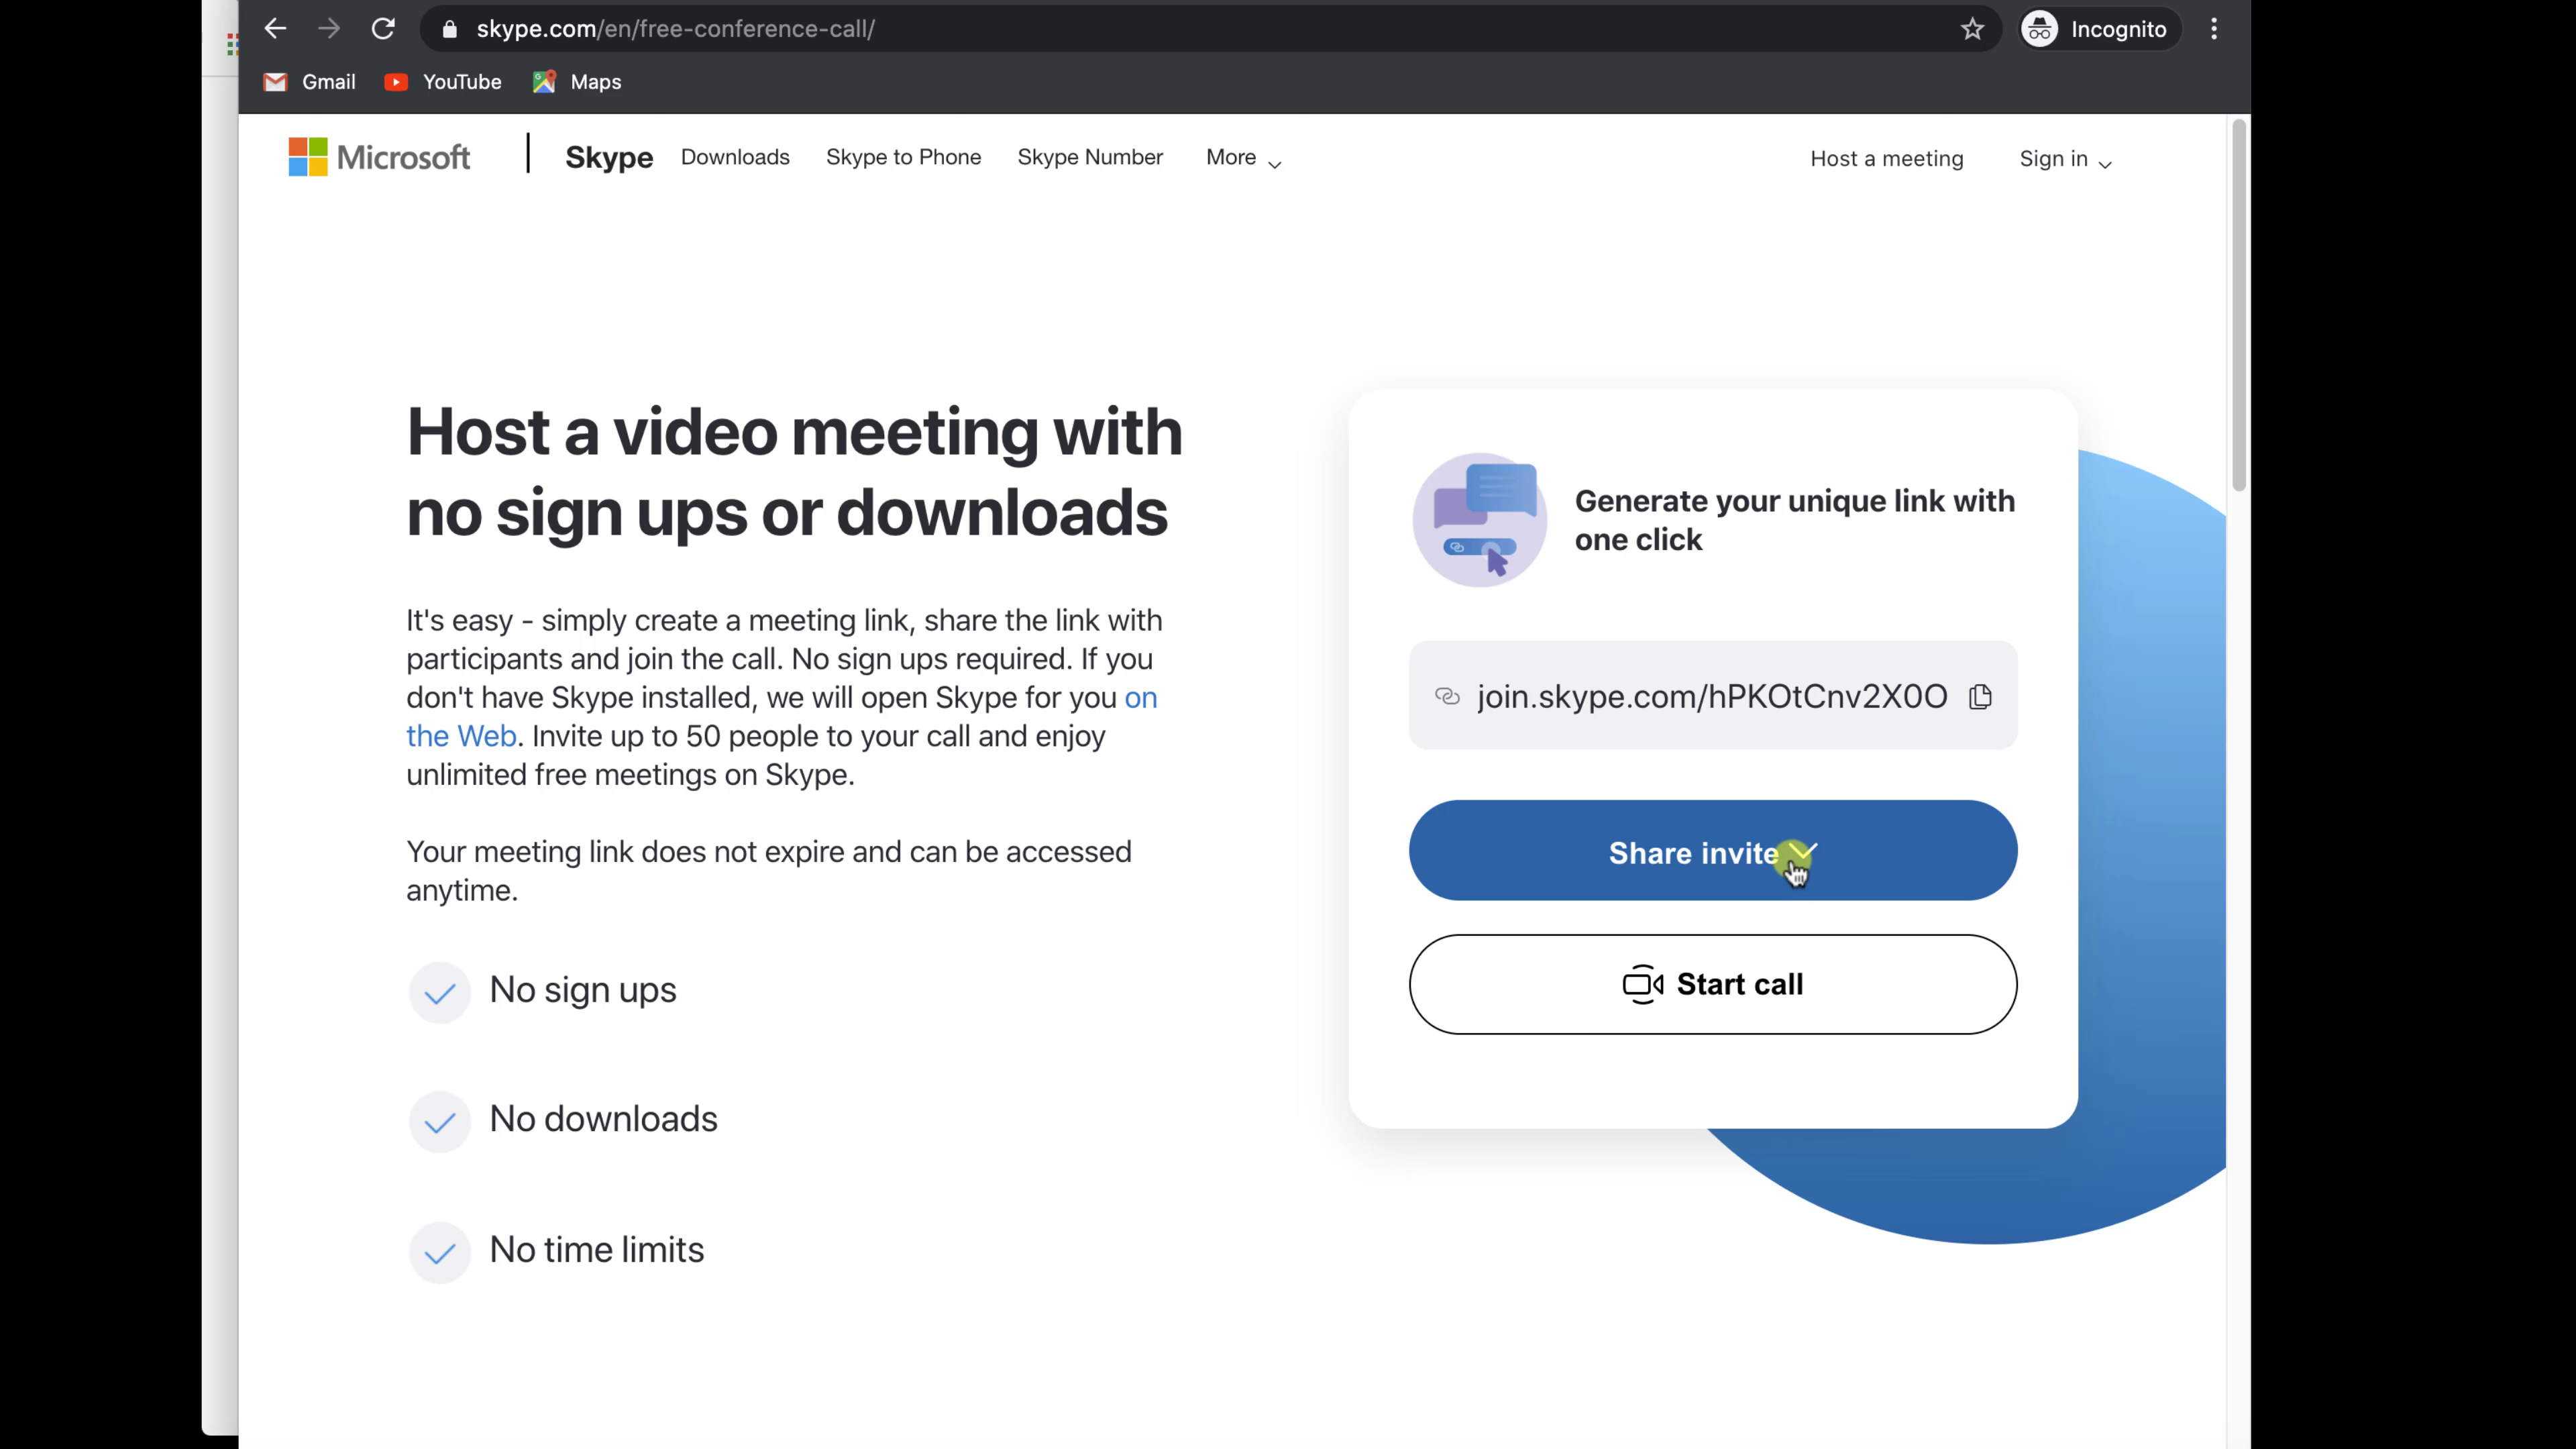 skype.com/en/free-conference-call/
Incognito
Gmail YouTube Maps
Microsoft Skype Downloads Skype to Phone Skype Number More Host a meeting Sign in
Host a video meeting with
no sign ups or downloads
It's easy - simply create a meeting link, share the link with
participants and join the call. No sign ups required. If you
don't have Skype installed, we will open Skype for you on
the Web. Invite up to 50 people to your call and enjoy
unlimited free meetings on Skype.
Your meeting link does not expire and can be accessed
anytime.
No sign ups
No downloads
No time limits
Generate your unique link with
one click
join.skype.com/hPKOtCnv2X0O
Share invite
Start call